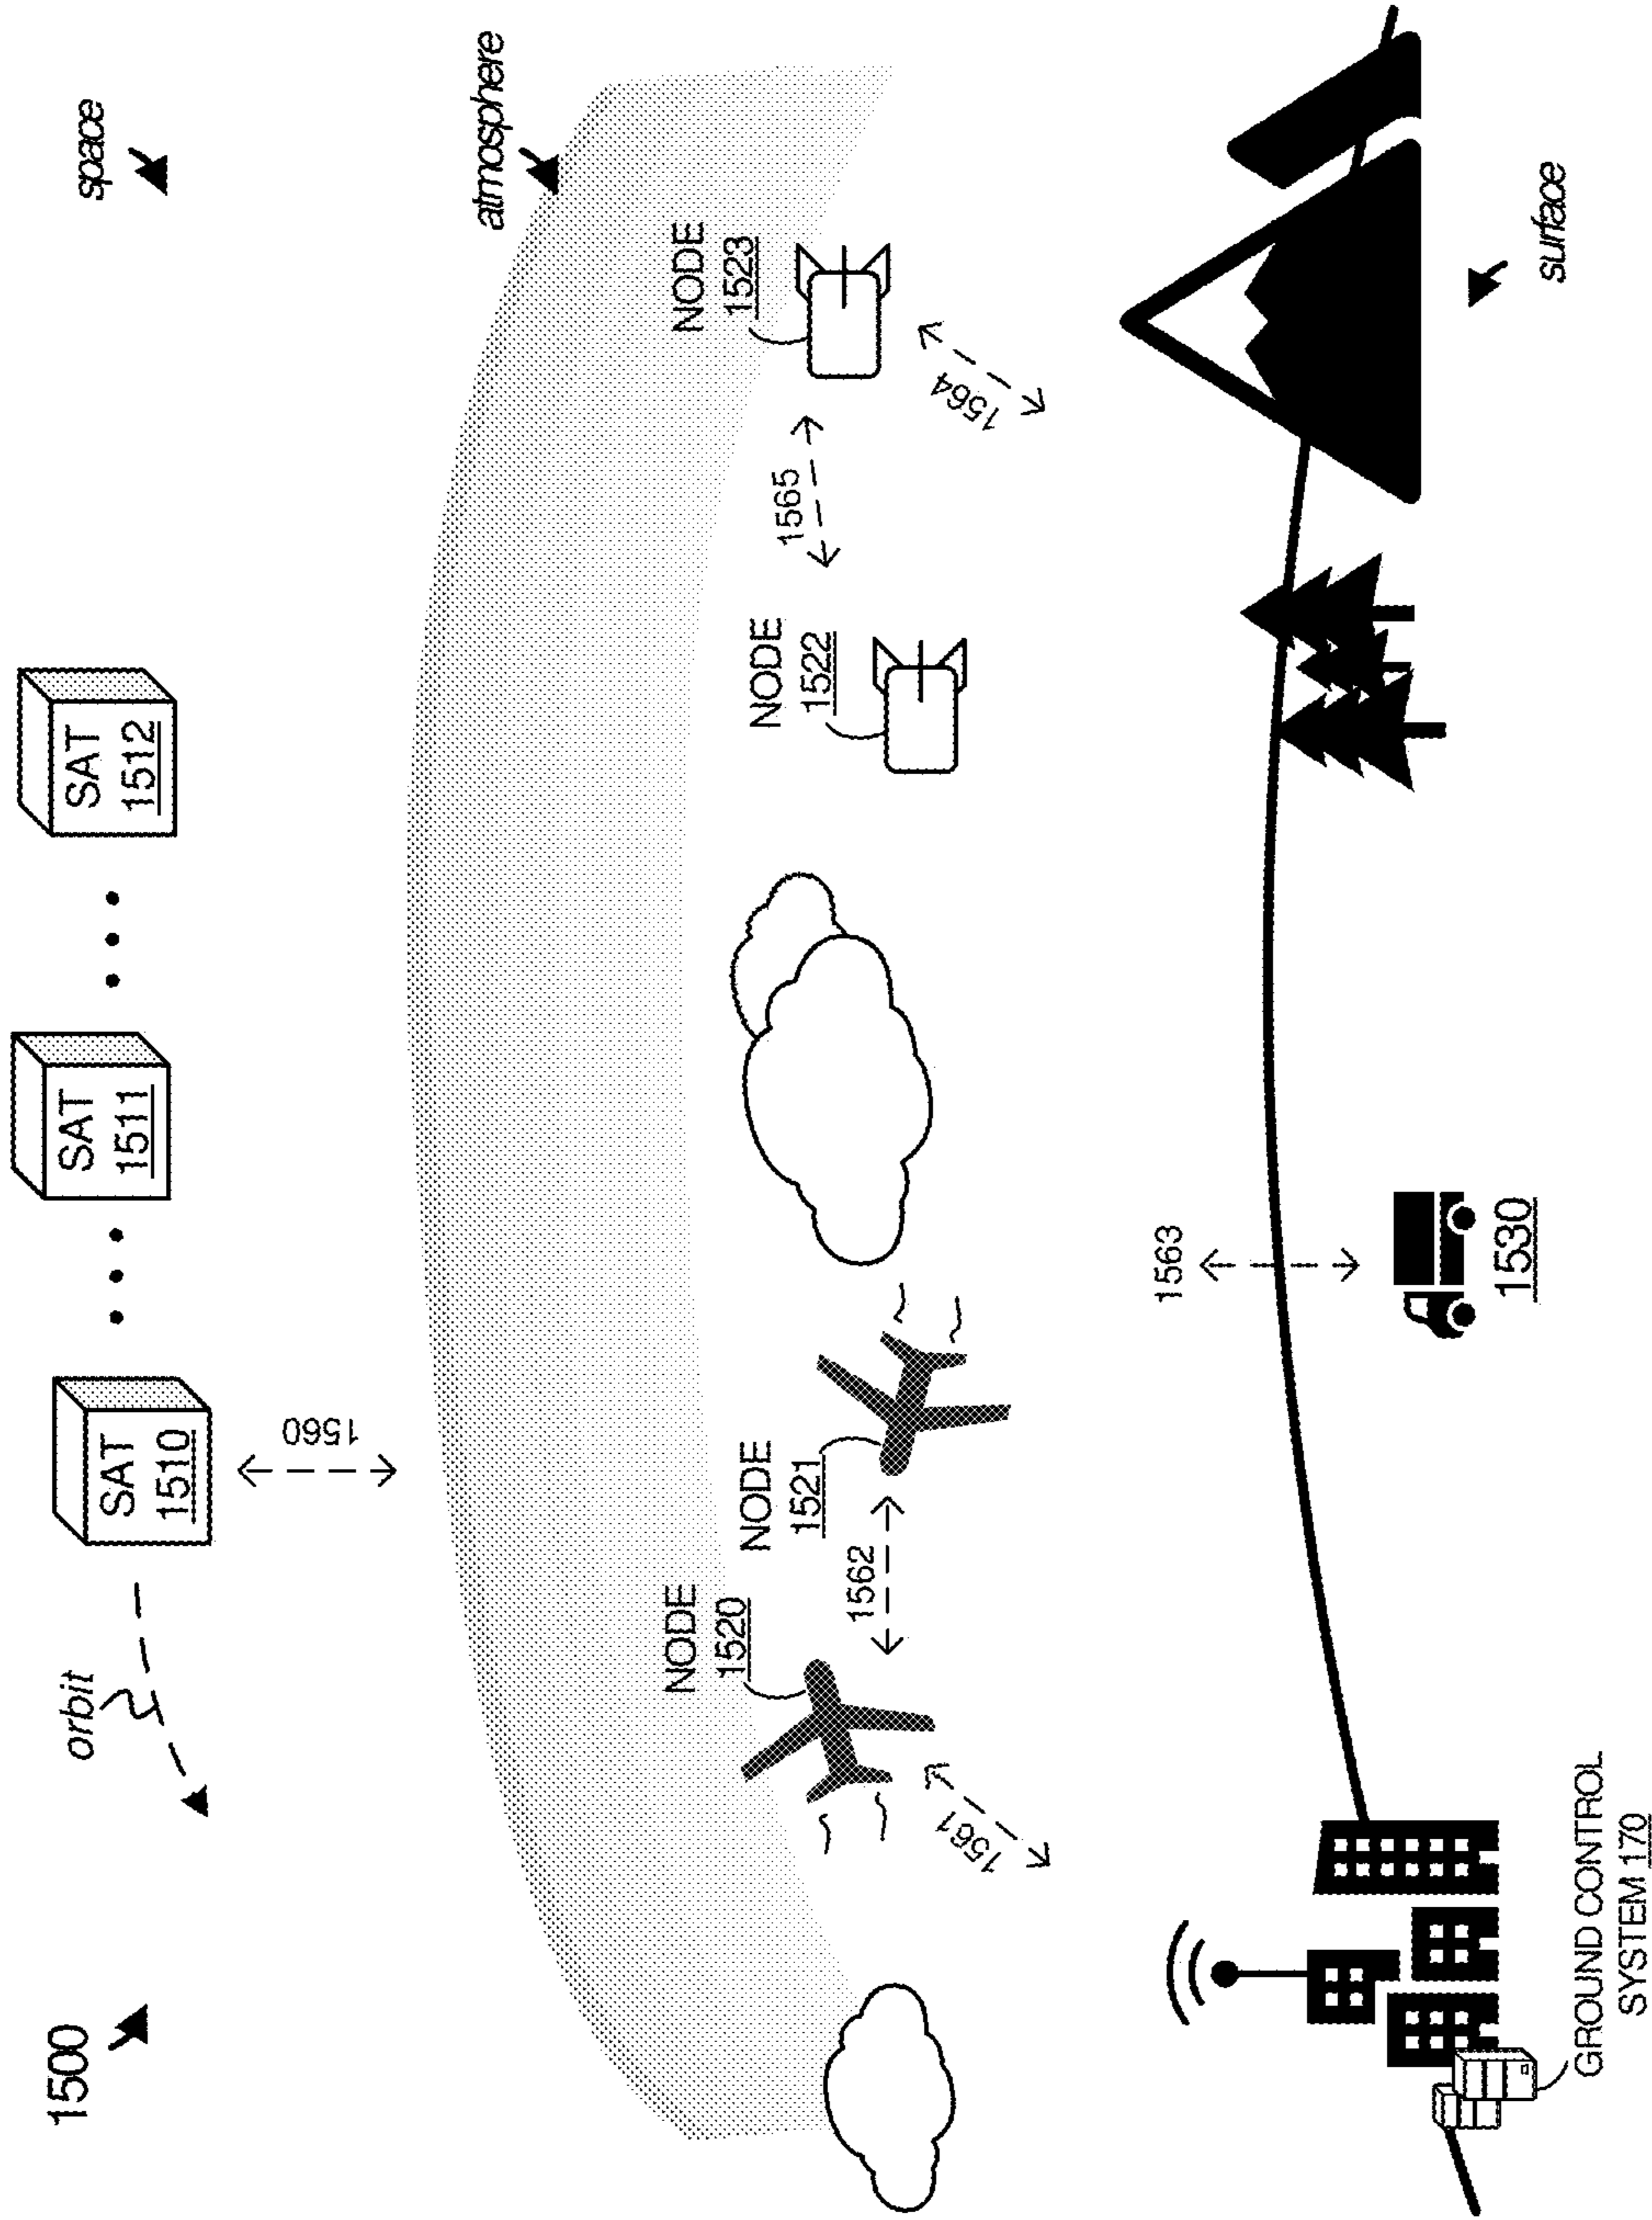 1500
orbit
SAT
1510
SAT
1511
SAT
1512
space
1560
atmosphere
NODE
1520
NODE
1521
NODE
1522
NODE
1523
1561
1562
1565
1564
1563
1530
GROUND CONTROL
SYSTEM 170
surface